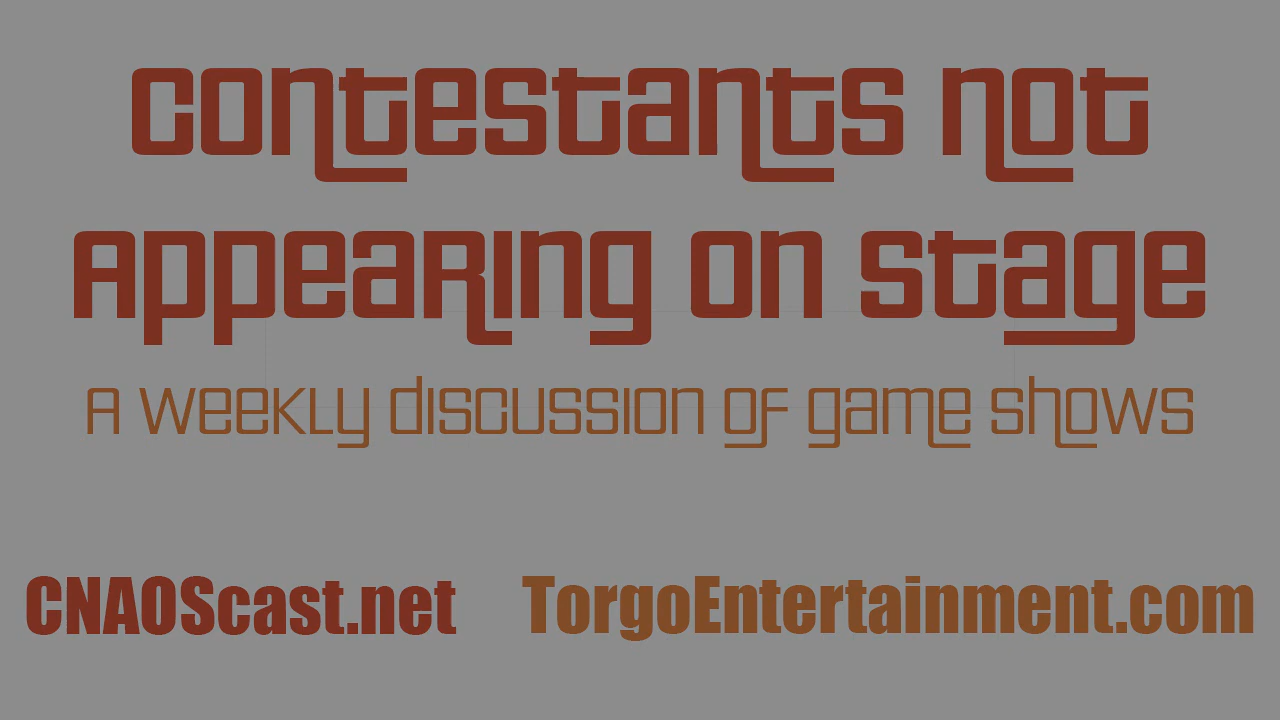 Contestants Not
Appearing on Stage
A weekly discussion of game shows
CNAOScast.net TorgoEntertainment.com